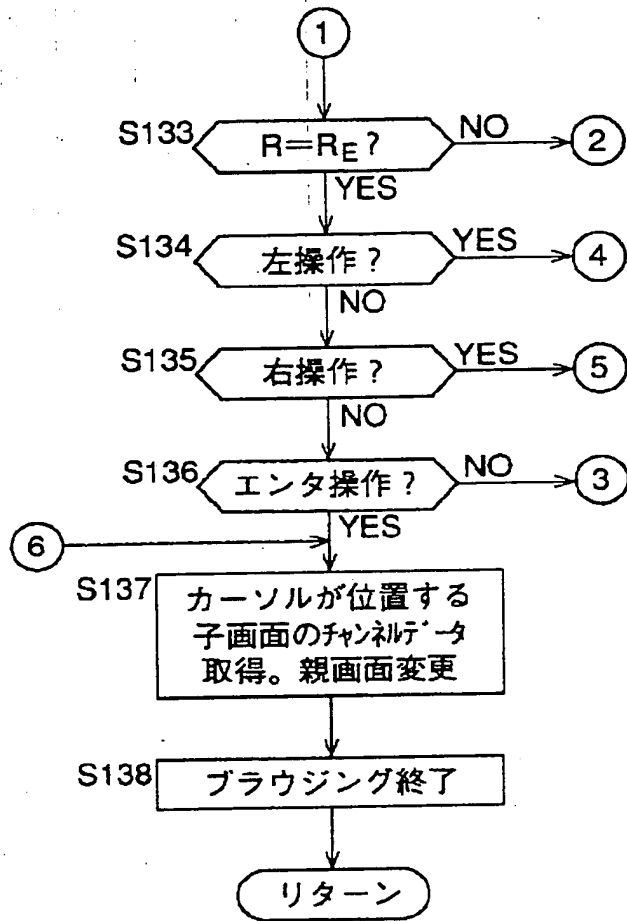 ①
S133 R=RE? NO ②
YES
S134 左操作? YES ④
NO
S135 右操作? YES ⑤
NO
S136 エンタ操作? NO ③
YES
⑥
S137 カーソルが位置する
子画面のチャンネルデータ
取得。親画面変更
S138 ブラウジング終了
リターン